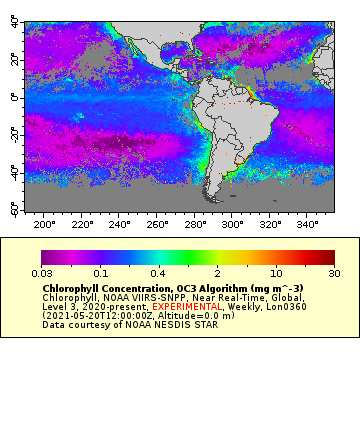 40°
20°
0°
-20°
-40°
-60°
200° 220° 240° 260° 280° 300° 320° 340°
0.03 0.1 0.4 2 10 30
Chlorophyll Concentration, OC3 Algorithm (mg m^-3)
Chlorophyll, NOAA VIIRS-SNPP, Near Real-Time, Global,
Level 3, 2020-present, EXPERIMENTAL, Weekly, Lon0360
(2021-05-20T12:00:00Z, Altitude=0.0 m)
Data courtesy of NOAA NESDIS STAR